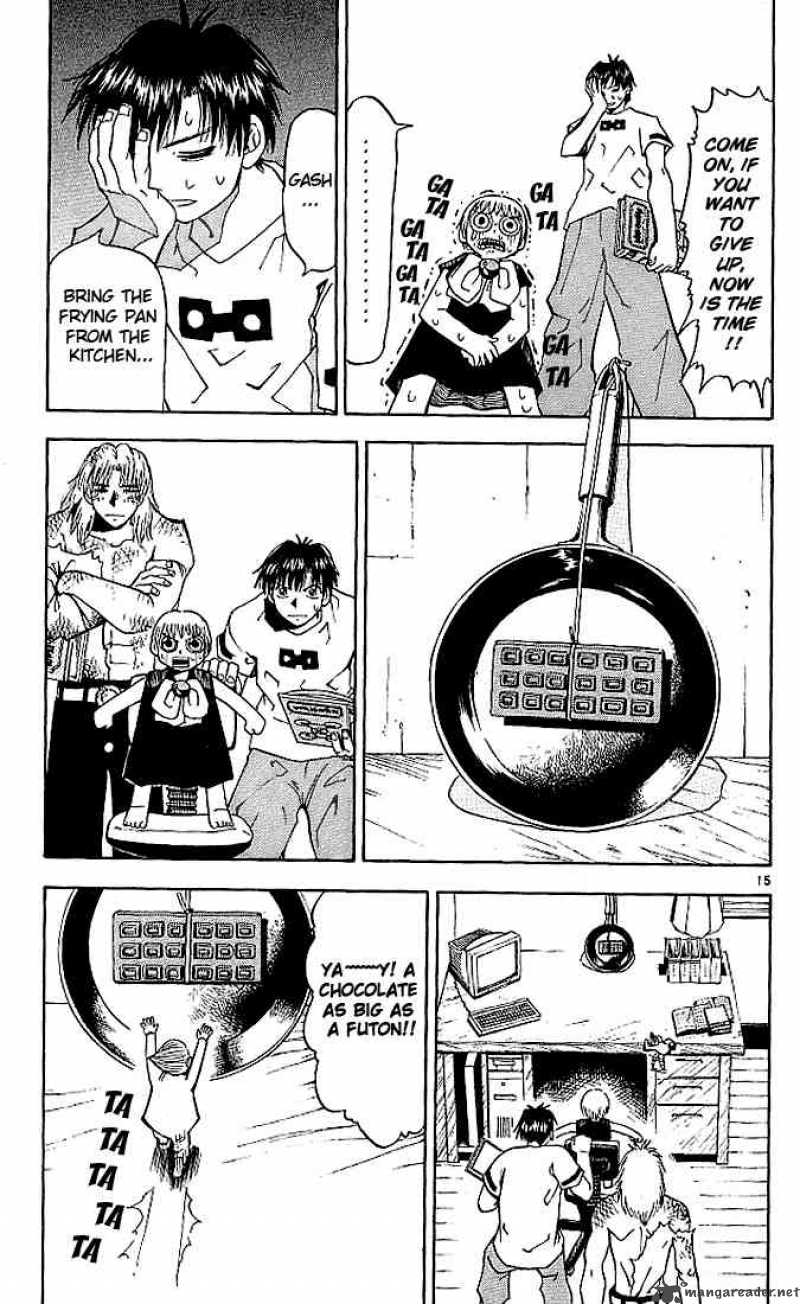 COME
ON, IF
YOU
WANT
TO
GIVE
UP,
NOW
IS THE
TIME
!!
GA
TA
GA
TA
GA
TA
GA
TA
GA
TA
..........
GASH
...
BRING THE
FRYING PAN
FROM THE
KITCHEN...
15
YA~~~~Y! A
CHOCOLATE
AS BIG AS
A FUTON!!
TA
TA
TA
TA
TA
mangareader.net